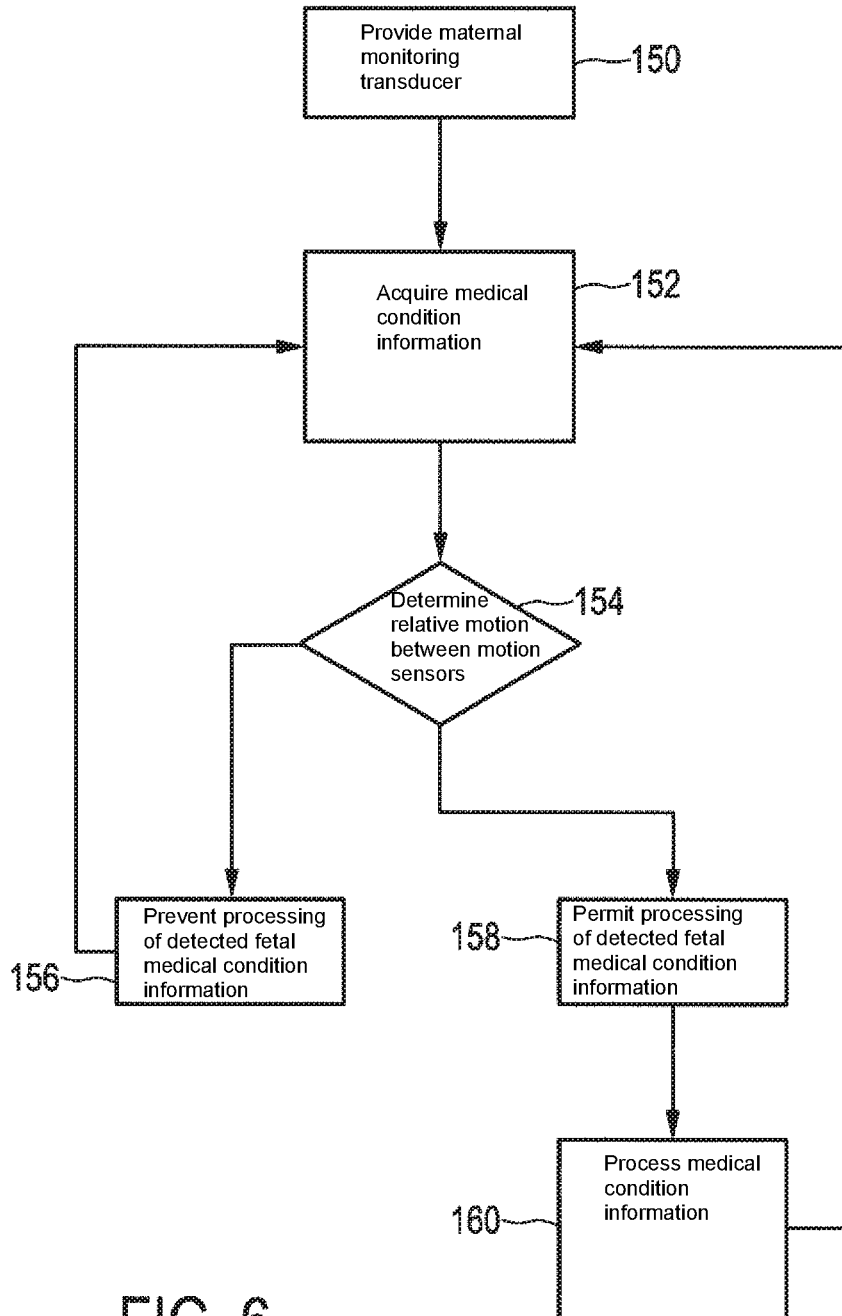 Provide maternal
monitoring
transducer
150
Acquire medical
condition
information
152
Determine
relative motion
between motion
sensors
154
Prevent processing
of detected fetal
medical condition
information
156
Permit processing
of detected fetal
medical condition
information
158
Process medical
condition
information
160
FIG. 6